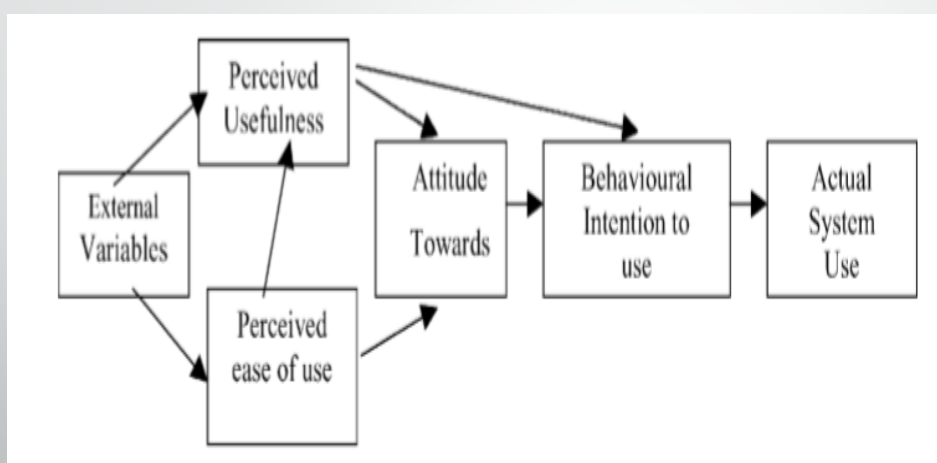 Perceived
Usefulness
External
Variables
Perceived
ease of use
Attitude
Towards
Behavioural
Intention to
use
Actual
System
Use